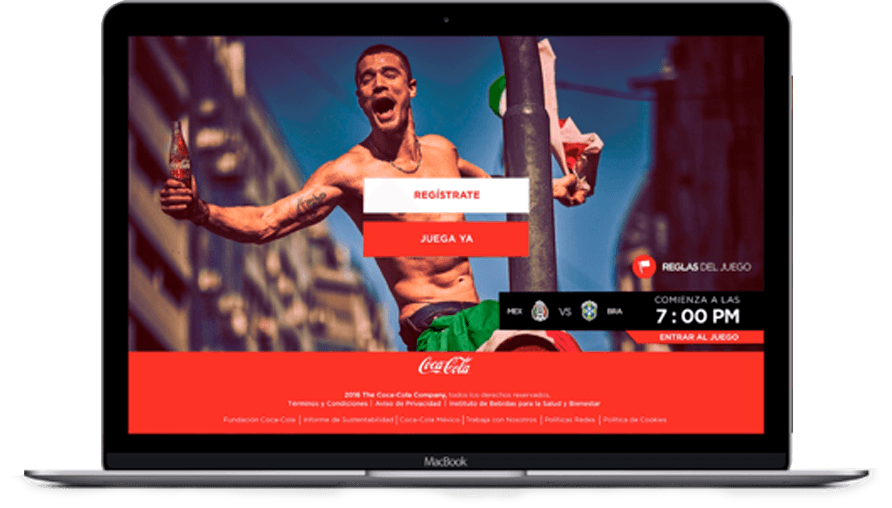 REGÍSTRATE
JUEGA YA
REGLAS DEL JUEGO
MEX VS BRA
COMIENZA A LAS
7 : 00 PM
ENTRAR AL JUEGO
Coca-Cola
2016 The Coca-Cola Company, todos los derechos reservados.
Términos y Condiciones | Aviso de Privacidad | Instituto de Bebidas para la Salud y Bienestar
Fundación Coca-Cola | Informe de Sustentabilidad | Coca-Cola México | Trabaja con Nosotros | Políticas Redes | Política de Cookies
MacBook